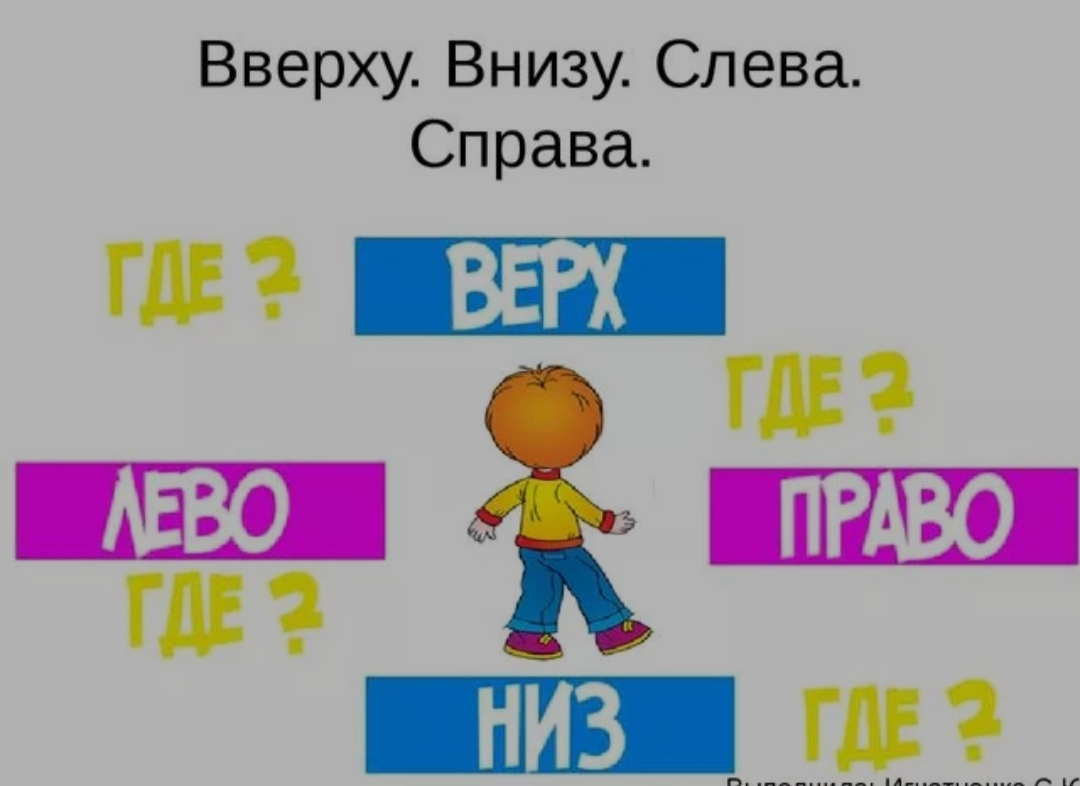 Вверху. Внизу. Слева.
Справа.
ГДЕ ?
ВЕРХ
ГДЕ ?
ЛЕВО
ПРАВО
ГДЕ ?
НИЗ
ГДЕ ?